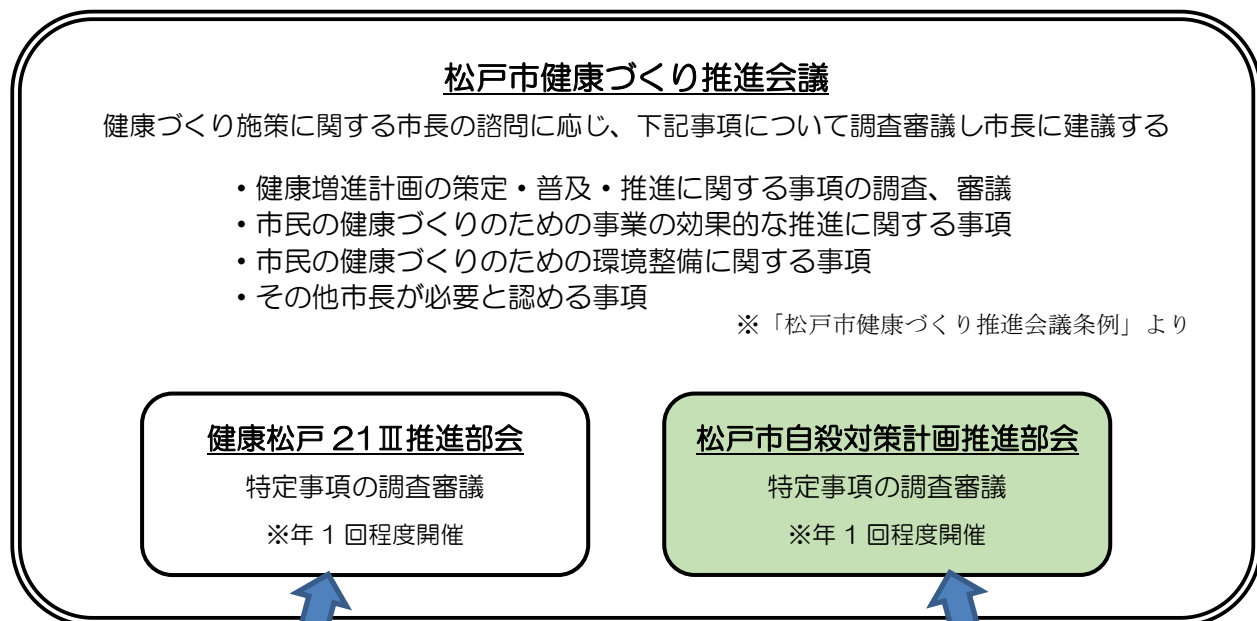 松戸市健康づくり推進会議
健康づくり施策に関する市長の諮問に応じ、下記事項について調査審議し市長に建議する
・健康増進計画の策定・普及・推進に関する事項の調査、審議
・市民の健康づくりのための事業の効果的な推進に関する事項
・市民の健康づくりのための環境整備に関する事項
・その他市長が必要と認める事項
※「松戸市健康づくり推進会議条例」より
健康松戸 21Ⅲ推進部会
特定事項の調査審議
※年 1 回程度開催
松戸市自殺対策計画推進部会
特定事項の調査審議
※年 1 回程度開催